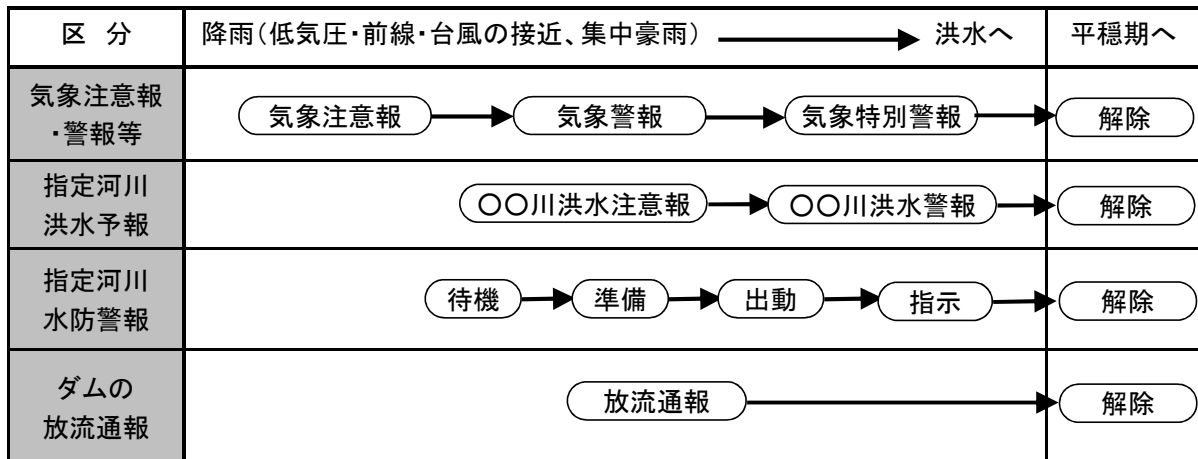 区 分
降雨（低気圧・前線・台風の接近、集中豪雨）
洪水へ
平穏期へ
気象注意報
・警報等
気象注意報
気象警報
気象特別警報
解除
指定河川
洪水予報
〇〇川洪水注意報
〇〇川洪水警報
解除
指定河川
水防警報
待機
準備
出動
指示
解除
ダムの
放流通報
放流通報
解除